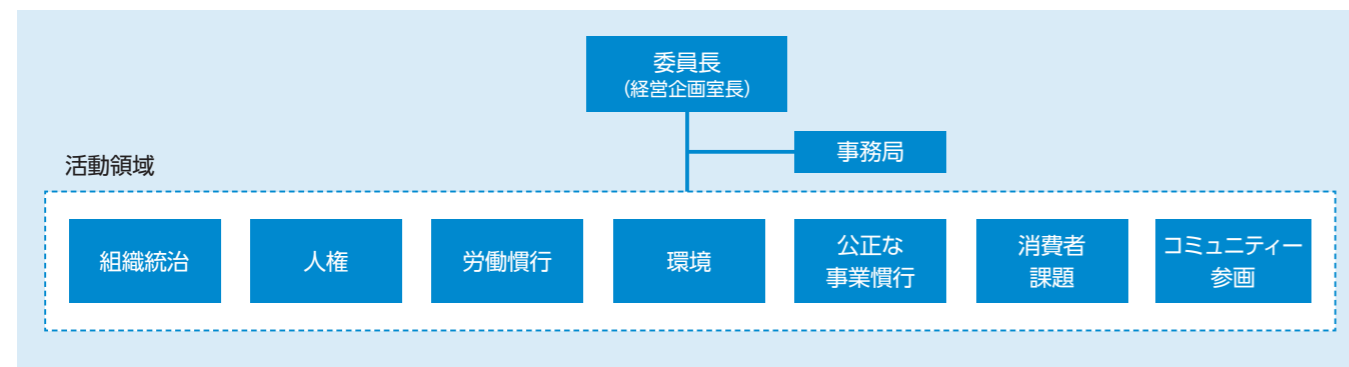 委員長
（経営企画室長）
事務局
活動領域
組織統治
人権
労働慣行
環境
公正な
事業慣行
消費者
課題
コミュニティー
参画